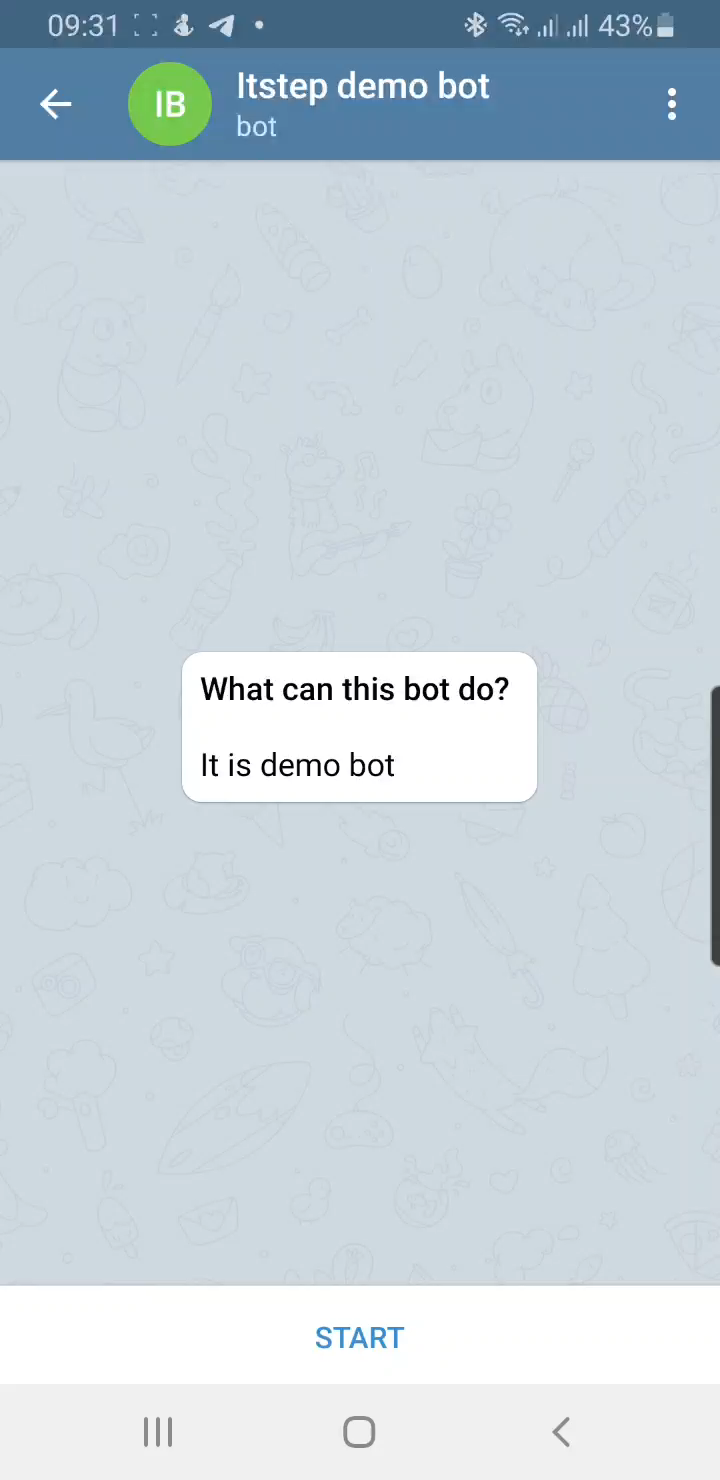 09:31
43%
IB
Itstep demo bot
bot
What can this bot do?
It is demo bot
START